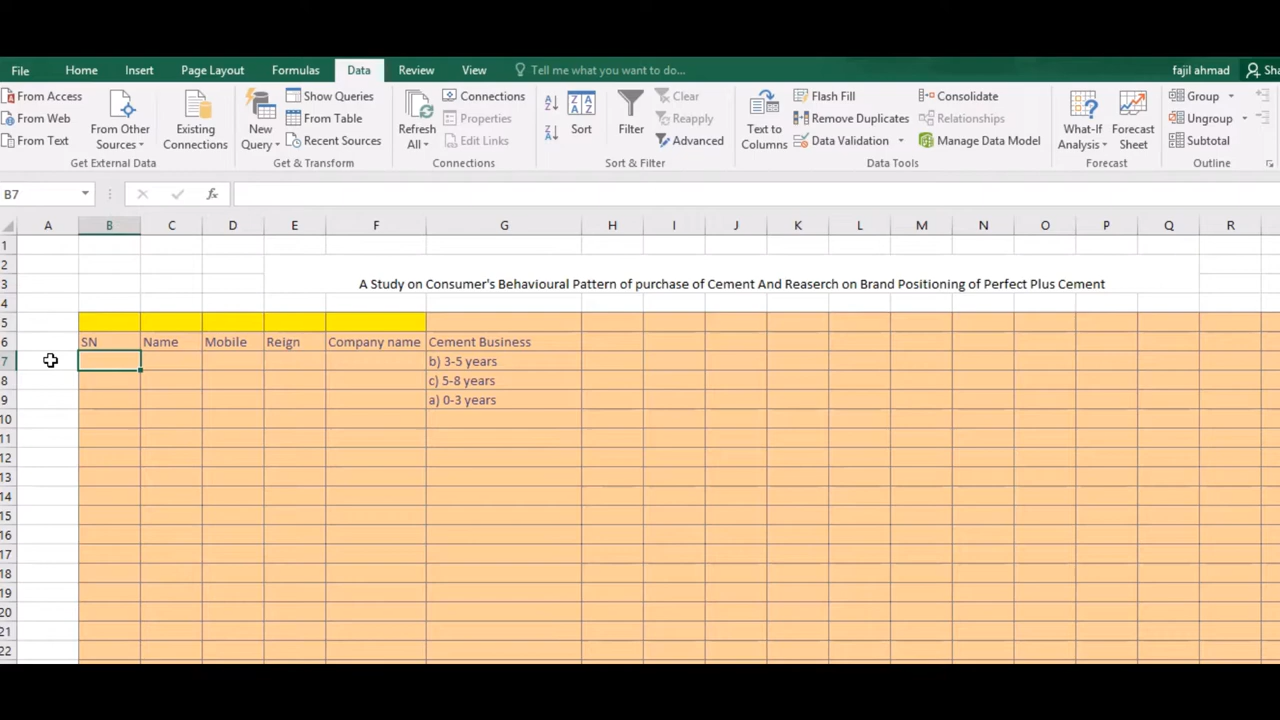 File Home Insert Page Layout Formulas Data Review View Tell me what you want to do... fajil ahmad
From Access
From Web
From Text
From Other Sources
Existing Connections
Get External Data
New Query
Show Queries
From Table
Recent Sources
Get & Transform
Refresh All
Connections
Properties
Edit Links
Connections
Sort
Filter
Clear
Reapply
Advanced
Sort & Filter
Text to Columns
Flash Fill
Remove Duplicates
Data Validation
Consolidate
Relationships
Manage Data Model
Data Tools
What-If Analysis
Forecast Sheet
Forecast
Group
Ungroup
Subtotal
Outline
B7 fx
A B C D E F G H I J K L M N O P Q R
1
2
3 A Study on Consumer's Behavioural Pattern of purchase of Cement And Reaserch on Brand Positioning of Perfect Plus Cement
4
5
6 SN Name Mobile Reign Company name Cement Business
7 b) 3-5 years
8 c) 5-8 years
9 a) 0-3 years
10
11
12
13
14
15
16
17
18
19
20
21
22